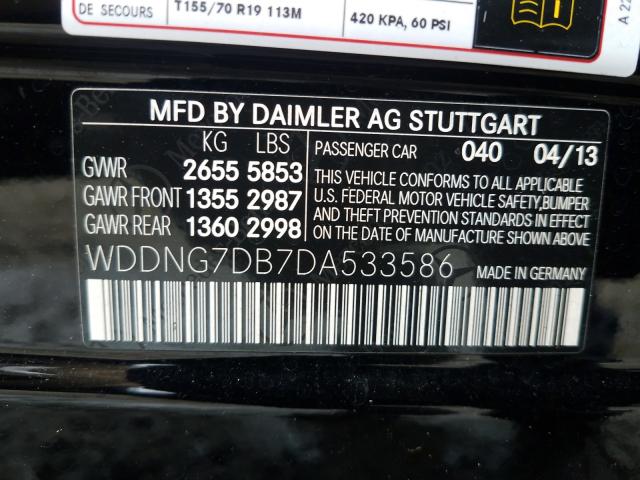 DE SECOURS T155/70 R19 113M 420 KPA, 60 PSI
A 22
MFD BY DAIMLER AG STUTTGART
KG LBS
GVWR 2655 5853
GAWR FRONT 1355 2987
GAWR REAR 1360 2998
PASSENGER CAR 040 04/13
THIS VEHICLE CONFORMS TO ALL APPLICABLE
U.S. FEDERAL MOTOR VEHICLE SAFETY,BUMPER
AND THEFT PREVENTION STANDARDS IN EFFECT
ON THE DATE OF MANUFACTURE SHOWN ABOVE.
WDDNG7DB7DA533586 MADE IN GERMANY